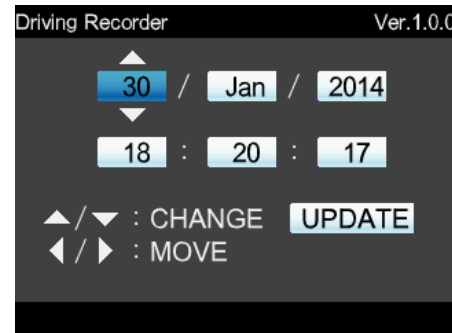 Driving Recorder Ver.1.0.0
30 / Jan / 2014
18 : 20 : 17
▲/▼ : CHANGE UPDATE
◀/▶ : MOVE